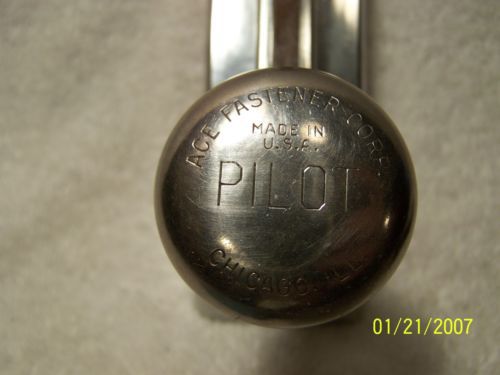 ACE FASTENER CORP.
MADE IN
U.S.A.
PILOT
CHICAGO, ILL.
01/21/2007